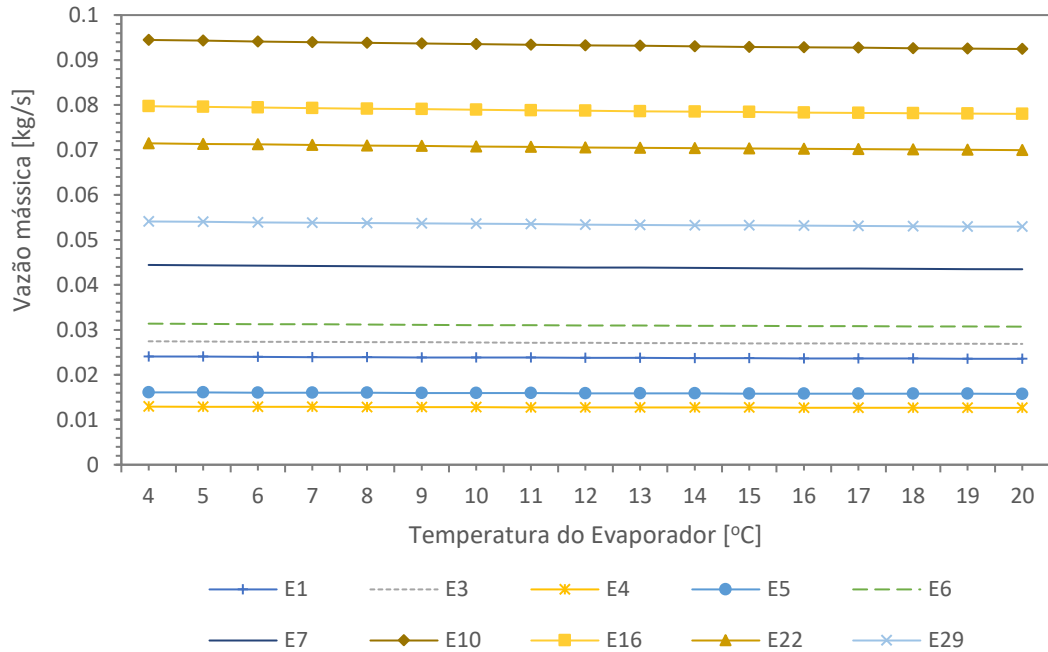 Vazão mássica [kg/s]
0.1
0.09
0.08
0.07
0.06
0.05
0.04
0.03
0.02
0.01
0
4 5 6 7 8 9 10 11 12 13 14 15 16 17 18 19 20
Temperatura do Evaporador [°C]
E1 E3 E4 E5 E6
E7 E10 E16 E22 E29